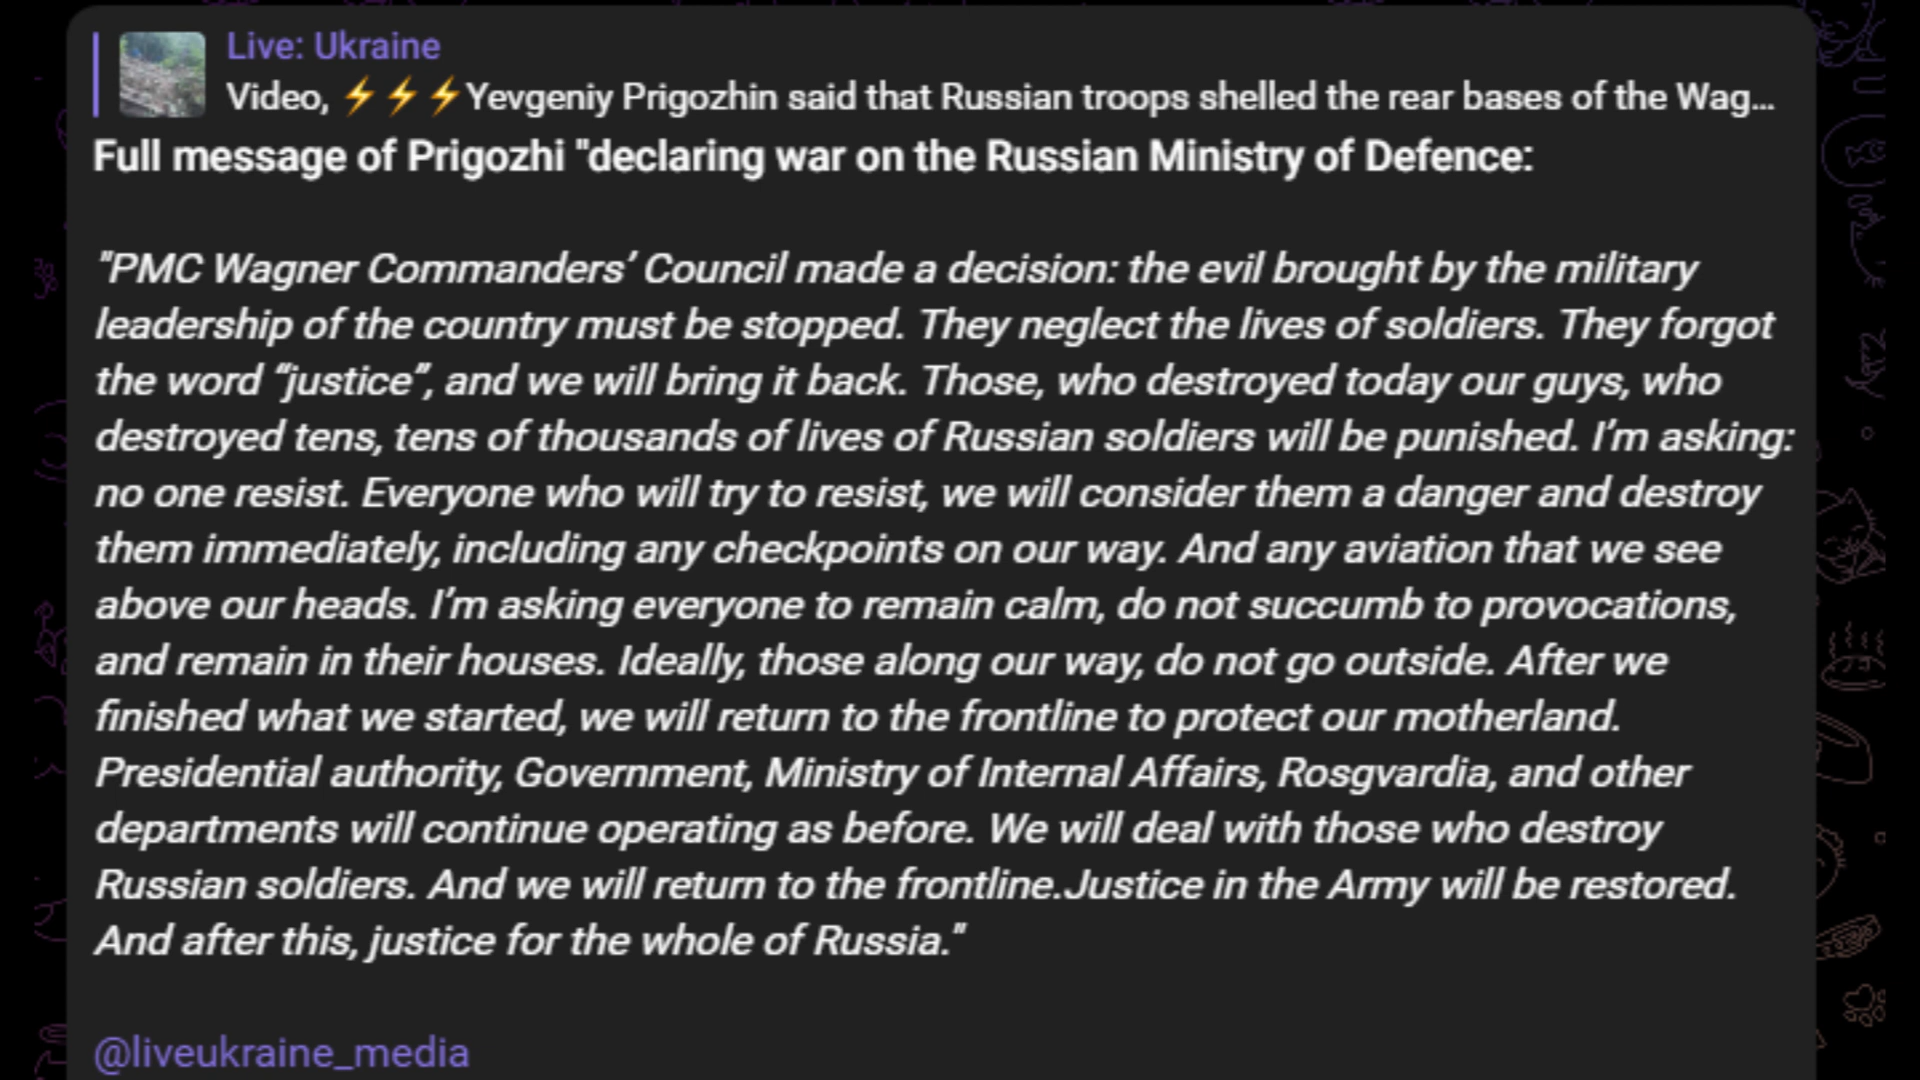 Live: Ukraine
Video, ⚡⚡⚡Yevgeniy Prigozhin said that Russian troops shelled the rear bases of the Wag...
Full message of Prigozhi "declaring war on the Russian Ministry of Defence:
"PMC Wagner Commanders’ Council made a decision: the evil brought by the military
leadership of the country must be stopped. They neglect the lives of soldiers. They forgot
the word “justice”, and we will bring it back. Those, who destroyed today our guys, who
destroyed tens, tens of thousands of lives of Russian soldiers will be punished. I’m asking:
no one resist. Everyone who will try to resist, we will consider them a danger and destroy
them immediately, including any checkpoints on our way. And any aviation that we see
above our heads. I’m asking everyone to remain calm, do not succumb to provocations,
and remain in their houses. Ideally, those along our way, do not go outside. After we
finished what we started, we will return to the frontline to protect our motherland.
Presidential authority, Government, Ministry of Internal Affairs, Rosgvardia, and other
departments will continue operating as before. We will deal with those who destroy
Russian soldiers. And we will return to the frontline.Justice in the Army will be restored.
And after this, justice for the whole of Russia."
@liveukraine_media